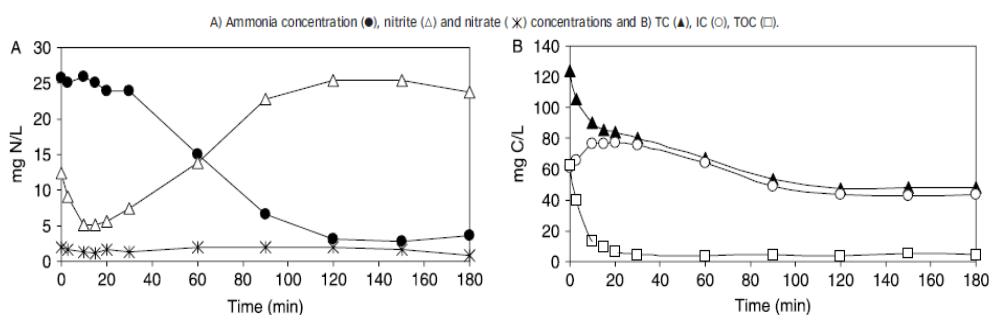 A) Ammonia concentration (●), nitrite (△) and nitrate (⚹) concentrations and B) TC (▲), IC (○), TOC (□).
A
30
25
20
15
10
5
0
mg N/L
0 20 40 60 80 100 120 140 160 180
Time (min)
B
140
120
100
80
60
40
20
0
mg C/L
0 20 40 60 80 100 120 140 160 180
Time (min)